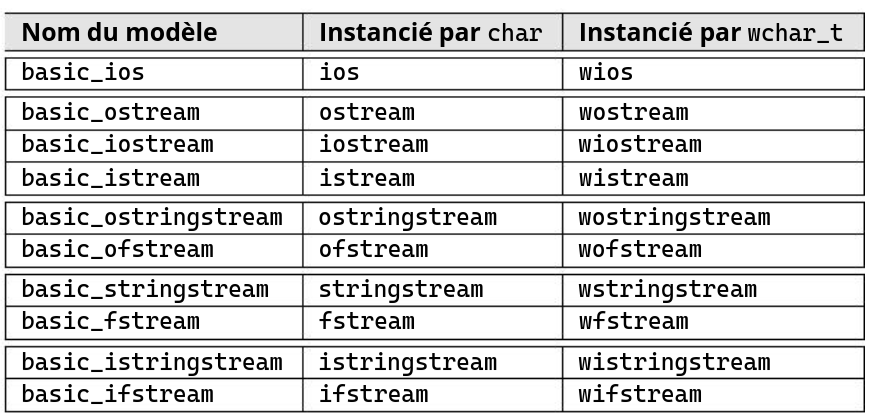 Nom du modèle Instancié par char Instancié par wchar_t
basic_ios ios wios
basic_ostream ostream wostream
basic_iostream iostream wiostream
basic_istream istream wistream
basic_ostringstream ostringstream wostringstream
basic_ofstream ofstream wofstream
basic_stringstream stringstream wstringstream
basic_fstream fstream wfstream
basic_istringstream istringstream wistringstream
basic_ifstream ifstream wifstream